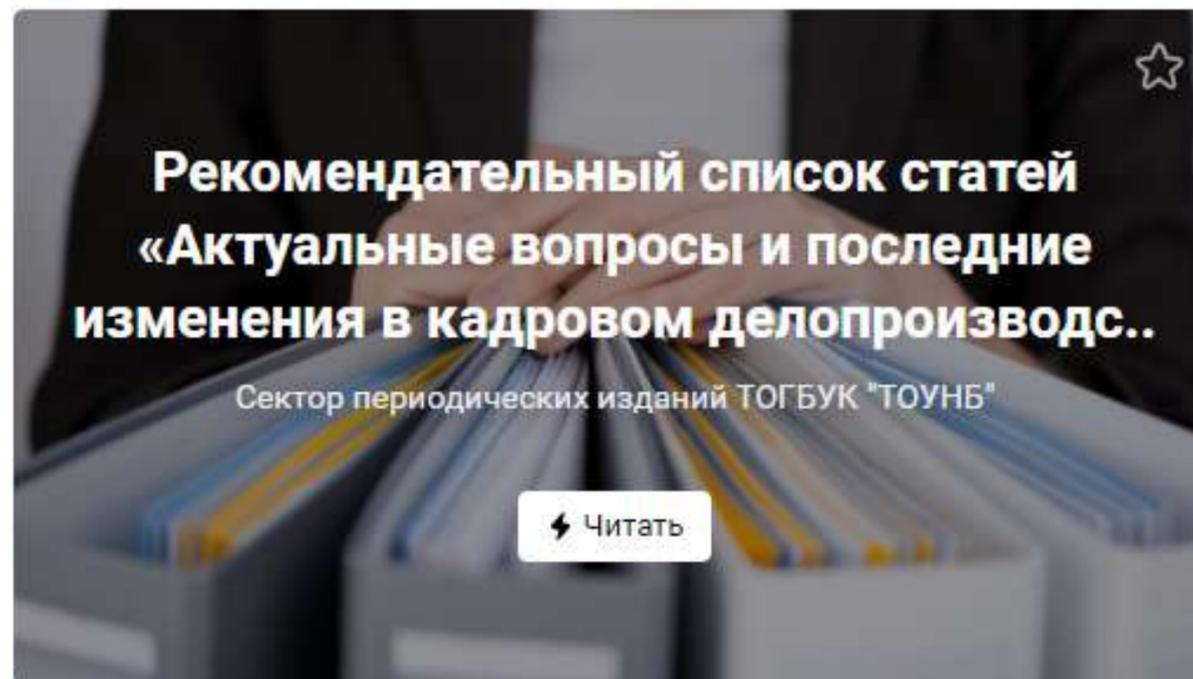 Рекомендательный список статей
«Актуальные вопросы и последние
изменения в кадровом делопроизводс..
Сектор периодических изданий ТОГБУК "ТОУНБ"
Читать